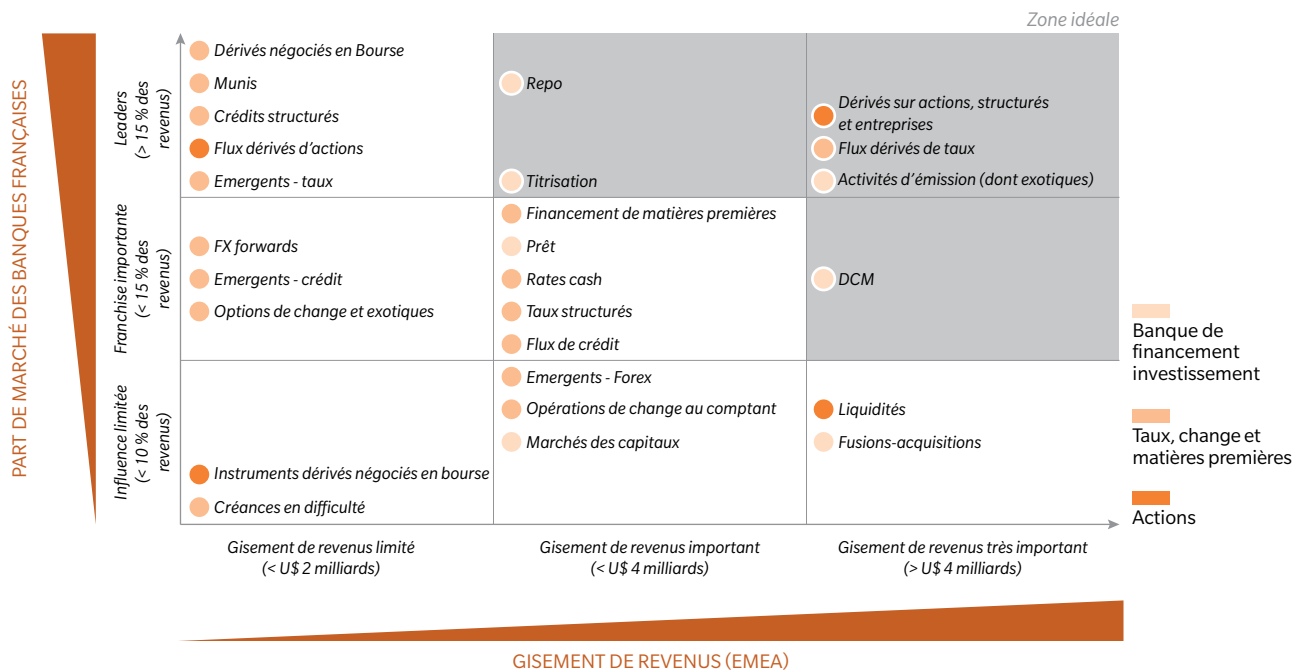 Zone idéale
PART DE MARCHÉ DES BANQUES FRANÇAISES
Leaders
(> 15 % des
revenus)
Dérivés négociés en Bourse
Munis
Crédits structurés
Flux dérivés d’actions
Emergents - taux
Repo
Titrisation
Dérivés sur actions, structurés
et entreprises
Flux dérivés de taux
Activités d’émission (dont exotiques)
Franchise importante
(< 15 % des
revenus)
FX forwards
Emergents - crédit
Options de change et exotiques
Financement de matières premières
Prêt
Rates cash
Taux structurés
Flux de crédit
DCM
Influence limitée
(< 10 % des
revenus)
Instruments dérivés négociés en bourse
Créances en difficulté
Emergents - Forex
Opérations de change au comptant
Marchés des capitaux
Liquidités
Fusions-acquisitions
Banque de
financement
investissement
Taux, change et
matières premières
Actions
Gisement de revenus limité
(< U$ 2 milliards)
Gisement de revenus important
(< U$ 4 milliards)
Gisement de revenus très important
(> U$ 4 milliards)
GISEMENT DE REVENUS (EMEA)